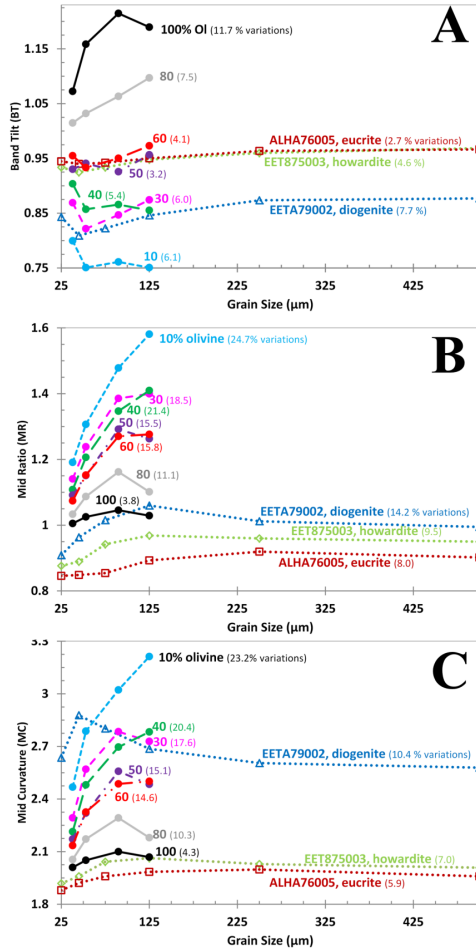 A
1.25
1.15
1.05
0.95
0.85
0.75
Band Tilt (BT)
100% Ol (11.7 % variations)
80 (7.5)
60 (4.1)
ALHA76005, eucrite (2.7 % variations)
EET875003, howardite (4.6 %)
50 (3.2)
40 (5.4)
30 (6.0)
EETA79002, diogenite (7.7 %)
10 (6.1)
25 125 225 325 425
Grain Size (µm)
B
1.6
1.4
1.2
1
0.8
Mid Ratio (MR)
10% olivine (24.7% variations)
30 (18.5)
40 (21.4)
50 (15.5)
60 (15.8)
80 (11.1)
100 (3.8)
EETA79002, diogenite (14.2 % variations)
EET875003, howardite (9.5)
ALHA76005, eucrite (8.0)
25 125 225 325 425
Grain Size (µm)
C
3.3
3
2.7
2.4
2.1
1.8
Mid Curvature (MC)
10% olivine (23.2% variations)
40 (20.4)
30 (17.6)
EETA79002, diogenite (10.4 % variations)
50 (15.1)
60 (14.6)
80 (10.3)
100 (4.3)
EET875003, howardite (7.0)
ALHA76005, eucrite (5.9)
25 125 225 325 425
Grain Size (µm)